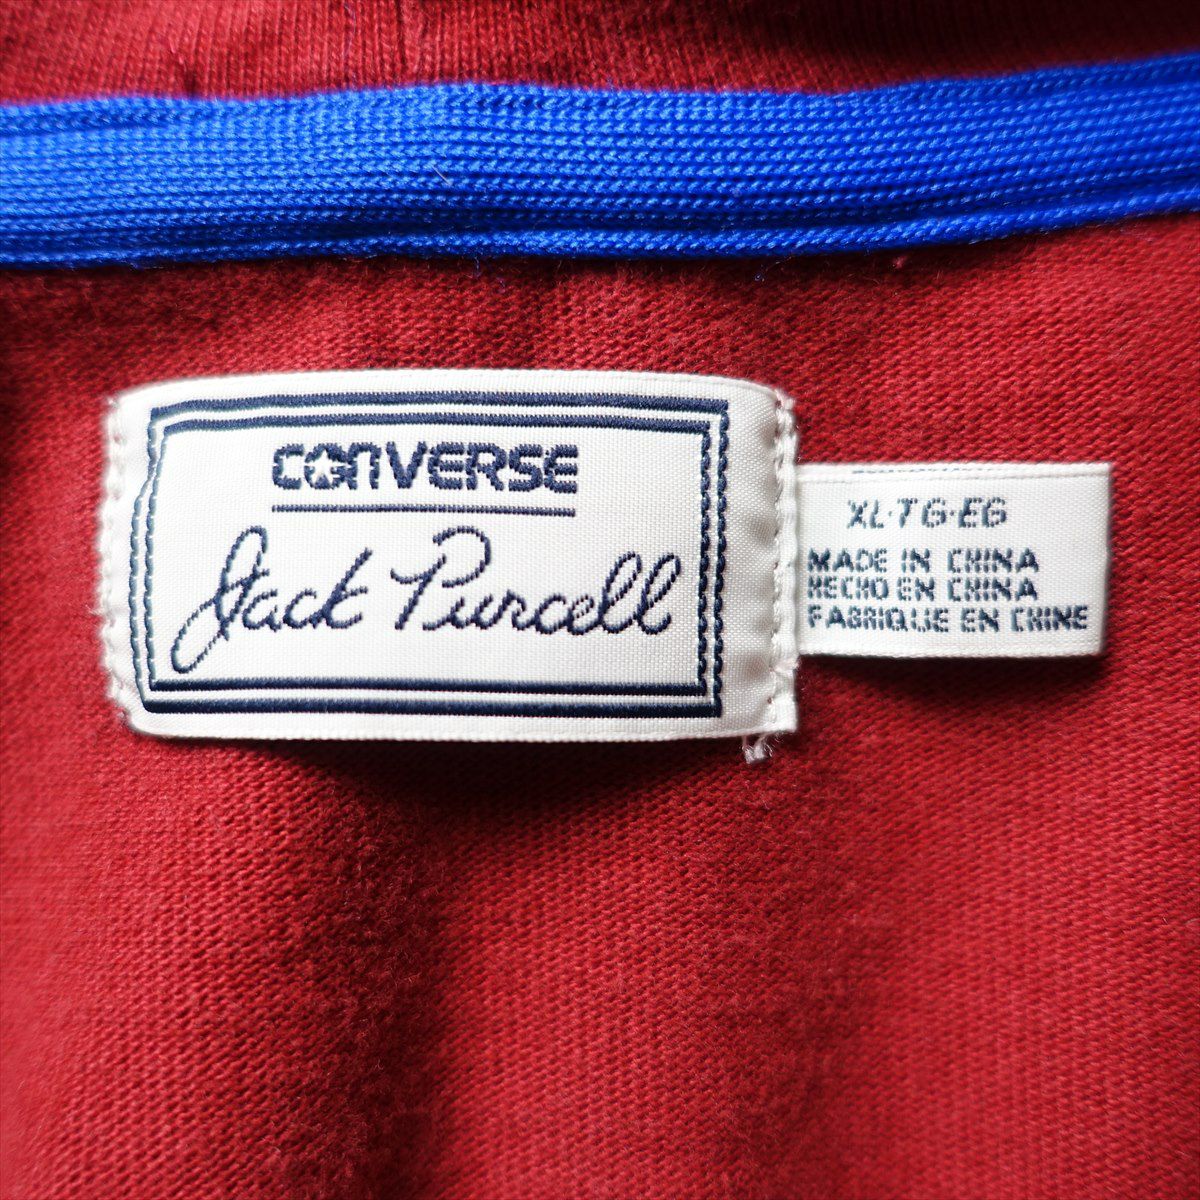 CONVERSE
Jack Purcell
XL·TG·EG
MADE IN CHINA
HECHO EN CHINA
FABRIQUE EN CHINE